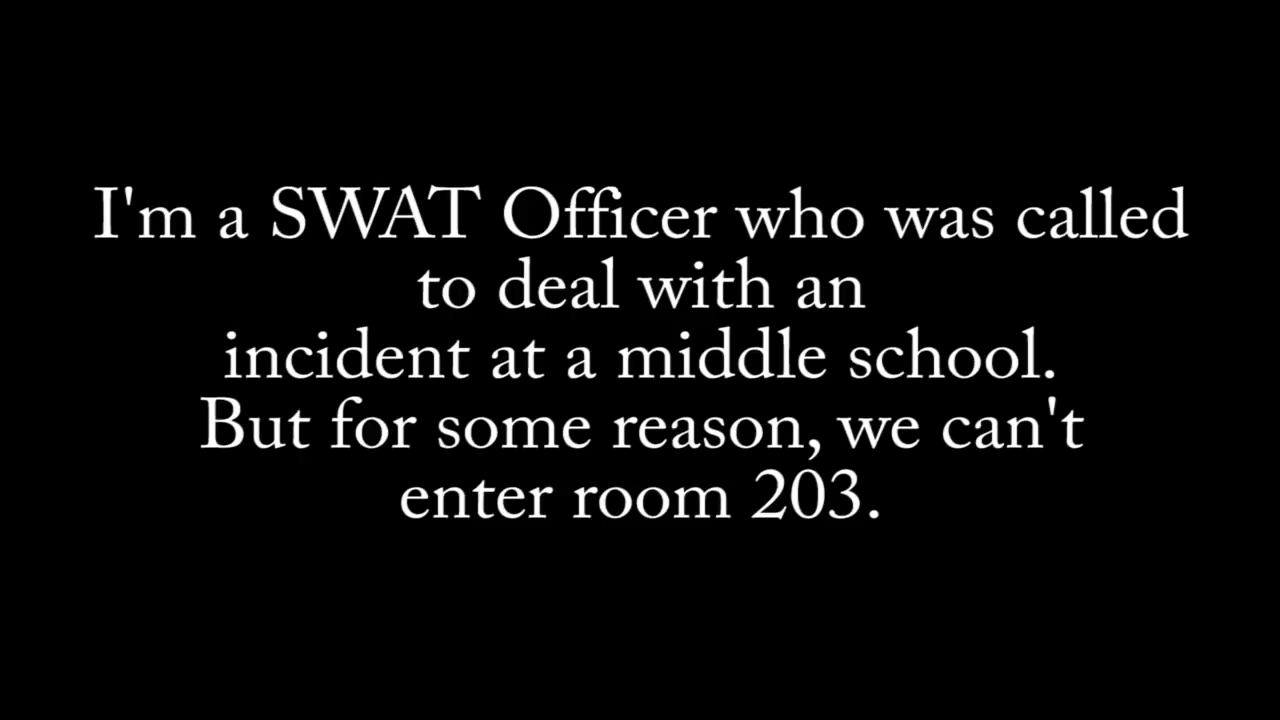 I'm a SWAT Officer who was called
to deal with an
incident at a middle school.
But for some reason, we can't
enter room 203.